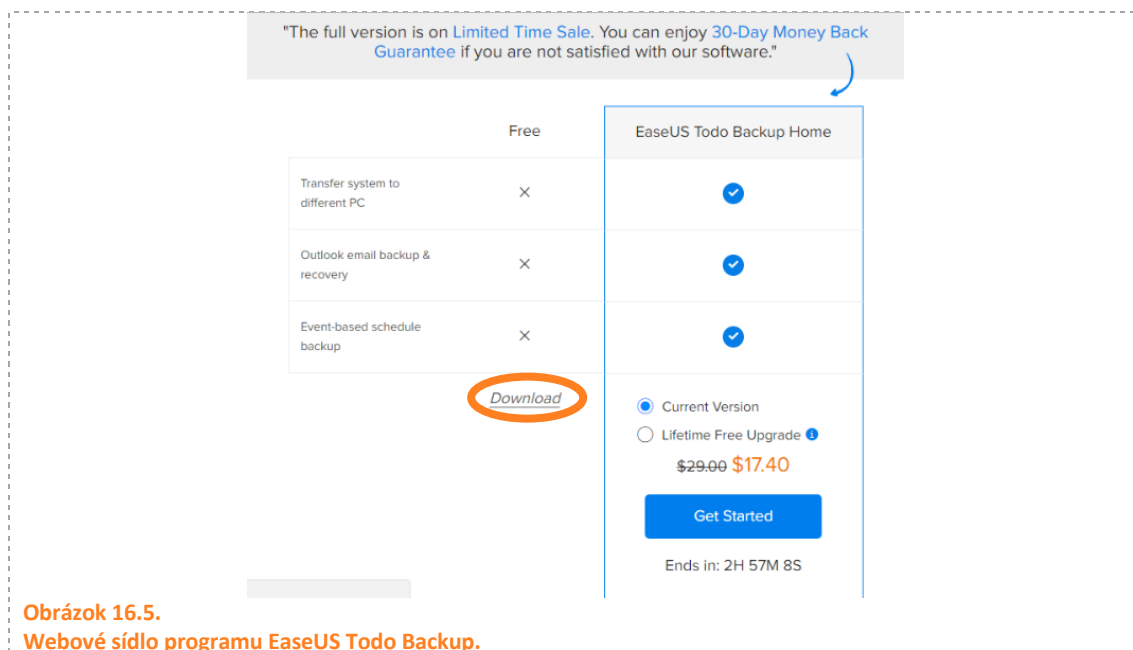 "The full version is on Limited Time Sale. You can enjoy 30-Day Money Back
Guarantee if you are not satisfied with our software."
Free EaseUS Todo Backup Home
Transfer system to
different PC
Outlook email backup &
recovery
Event-based schedule
backup
Download
Current Version
Lifetime Free Upgrade
$29.00 $17.40
Get Started
Ends in: 2H 57M 8S
Obrázok 16.5.
Webové sídlo programu EaseUS Todo Backup.